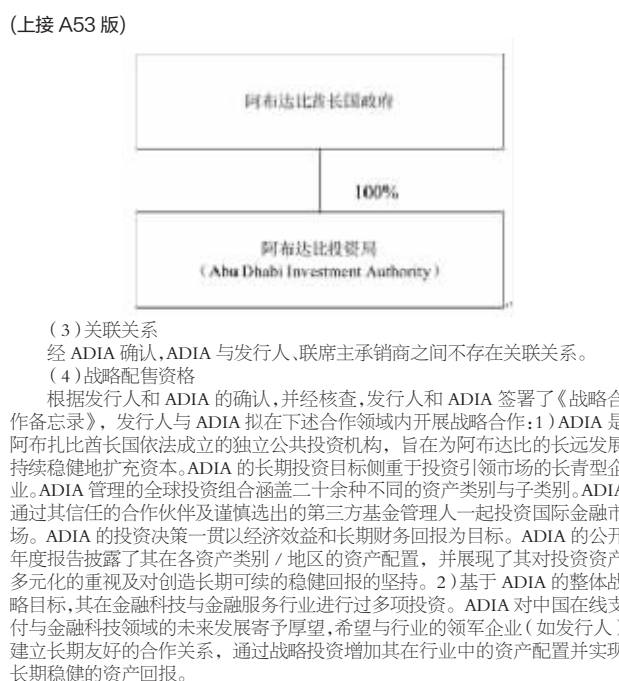 (上接 A53 版)
阿布达比酋长国政府
100%
阿布达比投资局
（Abu Dhabi Investment Authority）
（3）关联关系
经 ADIA 确认,ADIA 与发行人、联席主承销商之间不存在关联关系。
（4）战略配售资格
根据发行人和 ADIA 的确认,并经核查,发行人和 ADIA 签署了《战略合
作备忘录》，发行人与 ADIA 拟在下述合作领域内开展战略合作:1）ADIA 是
阿布扎比酋长国依法成立的独立公共投资机构，旨在为阿布达比的长远发展
持续稳健地扩充资本。ADIA 的长期投资目标侧重于投资引领市场的长青型企
业。ADIA 管理的全球投资组合涵盖二十余种不同的资产类别与子类别。ADIA
通过其信任的合作伙伴及谨慎选出的第三方基金管理人一起投资国际金融市
场。ADIA 的投资决策一贯以经济效益和长期财务回报为目标。ADIA 的公开
年度报告披露了其在各资产类别 / 地区的资产配置，并展现了其对投资资产
多元化的重视及对创造长期可续的稳健回报的坚持。2）基于 ADIA 的整体战
略目标,其在金融科技与金融服务行业进行过多项投资。ADIA 对中国在线支
付与金融科技领域的未来发展寄予厚望,希望与行业的领军企业（如发行人）
建立长期友好的合作关系，通过战略投资增加其在行业中的资产配置并实现
长期稳健的资产回报。